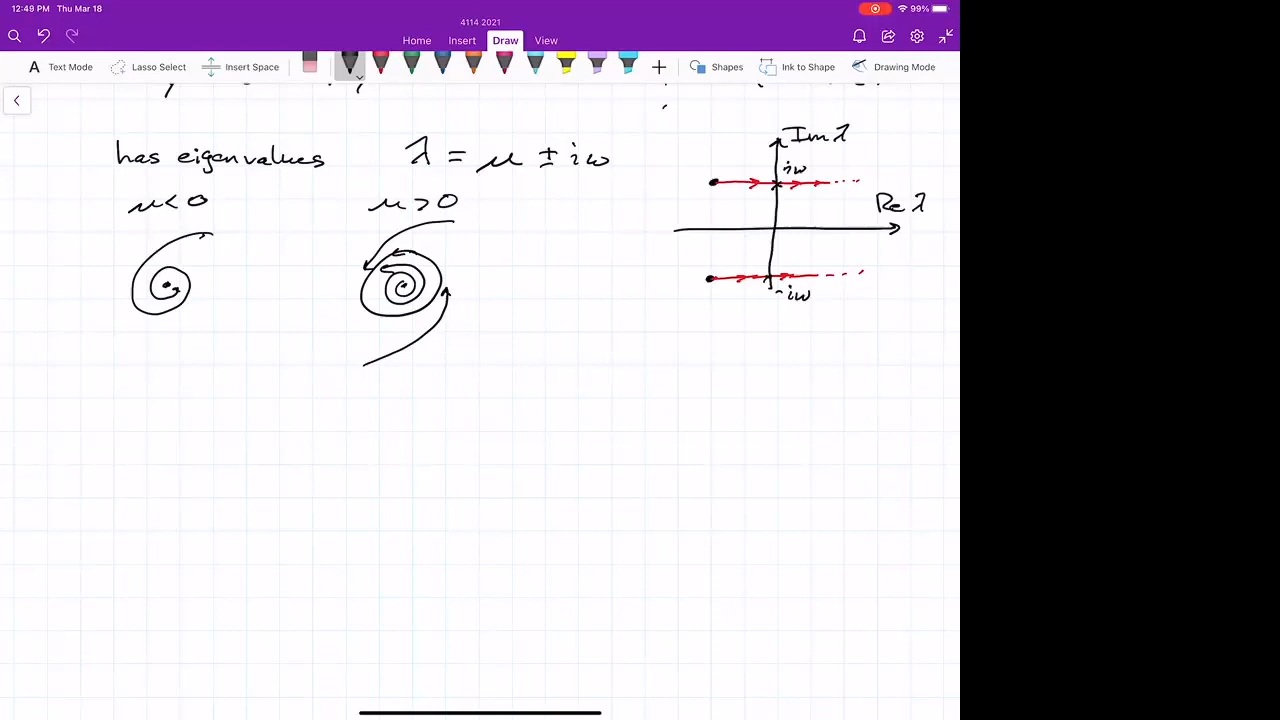 12:49 PM Thu Mar 18
99%
4114 2021
Home Insert Draw View
A Text Mode Lasso Select Insert Space + Shapes Ink to Shape Drawing Mode
Im λ
has eigenvalues λ = μ ± iω
iω
μ < 0 μ > 0 Re λ
-iω